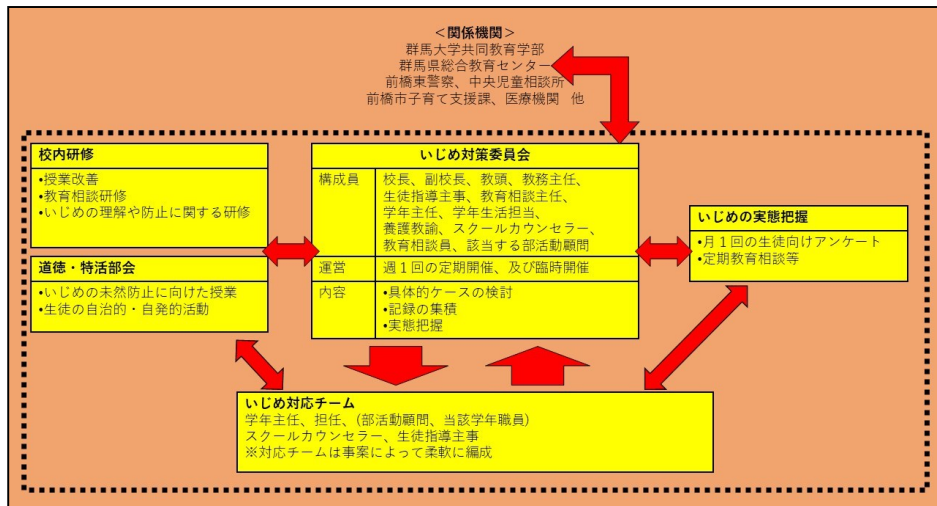 ＜関係機関＞
群馬大学共同教育学部
群馬県総合教育センター
前橋東警察、中央児童相談所
前橋市子育て支援課、医療機関 他
校内研修
•授業改善
•教育相談研修
•いじめの理解や防止に関する研修
道徳・特活部会
•いじめの未然防止に向けた授業
•生徒の自治的・自発的活動
いじめ対策委員会
構成員
校長、副校長、教頭、教務主任、
生徒指導主事、教育相談主任、
学年主任、学年生活担当、
養護教諭、スクールカウンセラー、
教育相談員、該当する部活動顧問
運営
週１回の定期開催、及び臨時開催
内容
•具体的ケースの検討
•記録の集積
•実態把握
いじめの実態把握
•月１回の生徒向けアンケート
•定期教育相談等
いじめ対応チーム
学年主任、担任、(部活動顧問、当該学年職員)
スクールカウンセラー、生徒指導主事
※対応チームは事案によって柔軟に編成